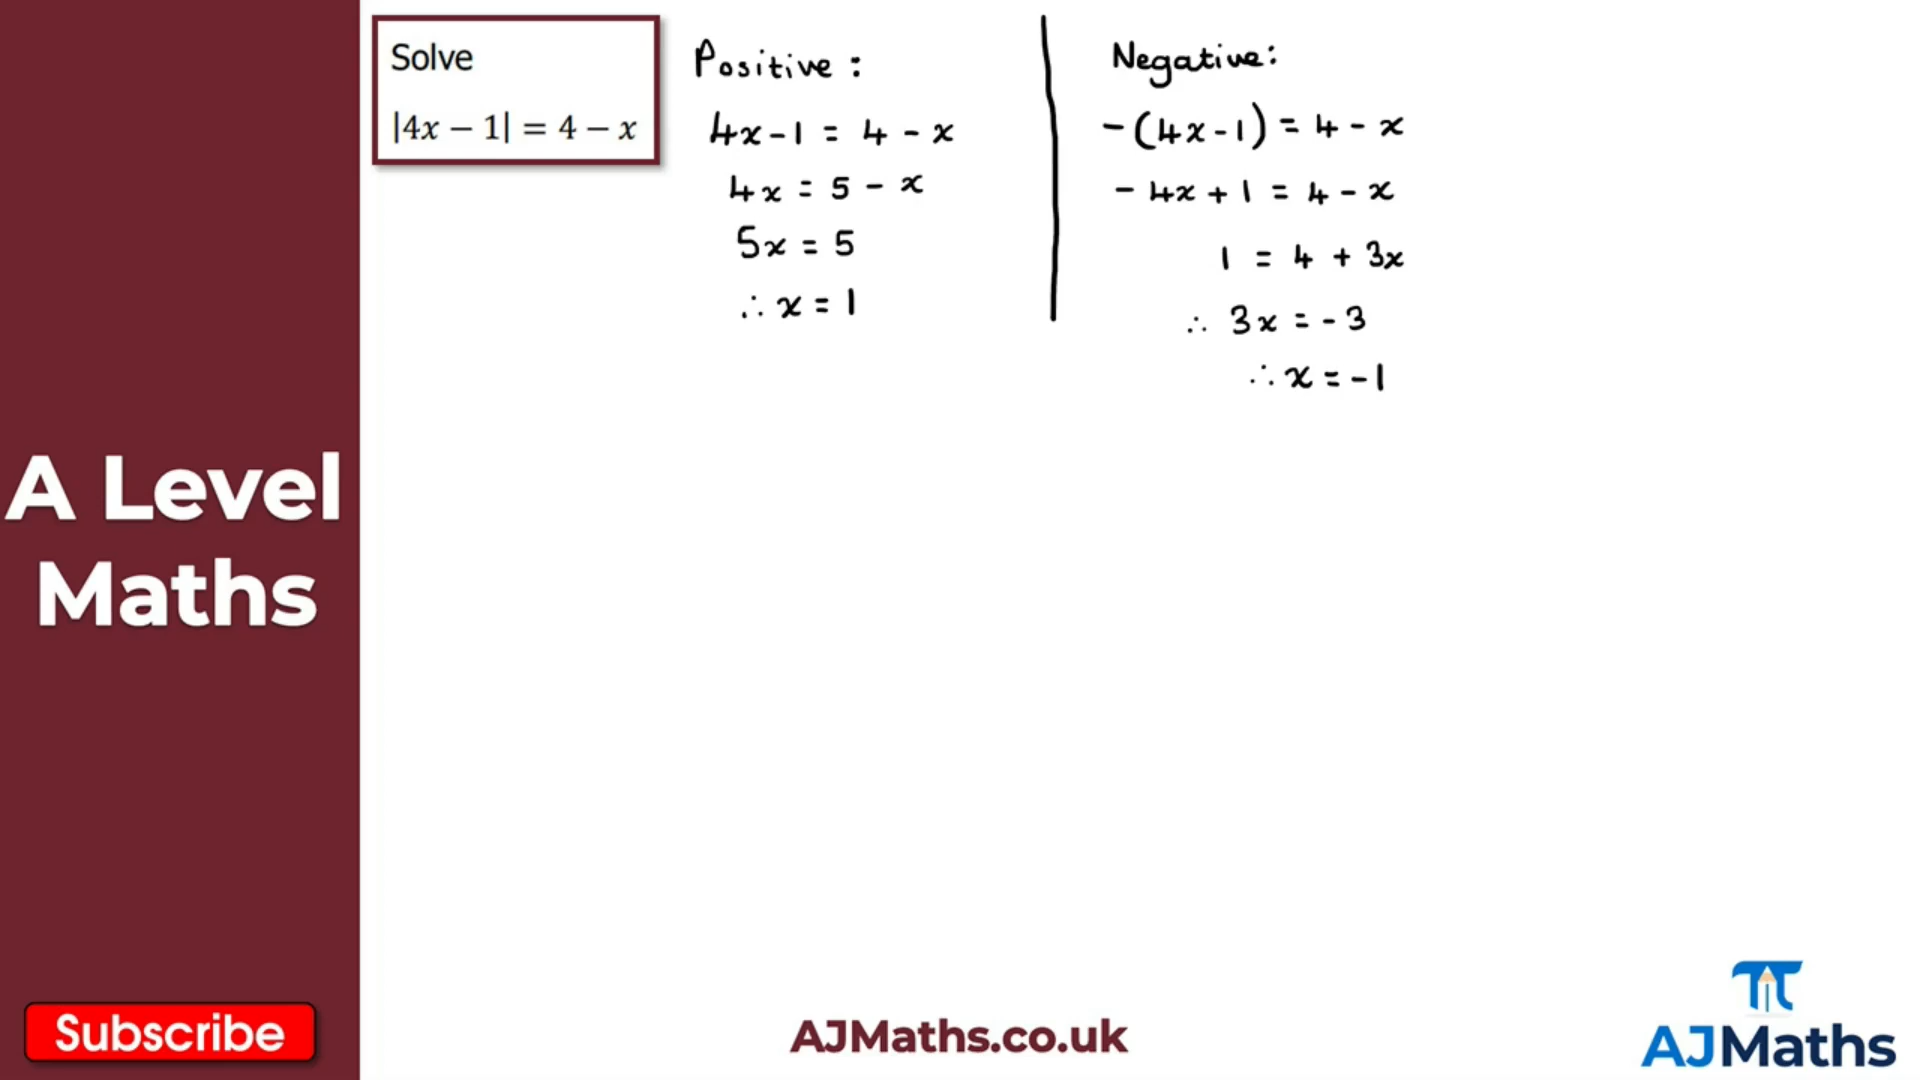 Solve
|4x − 1| = 4 − x
Positive :
4x - 1 = 4 - x
4x = 5 - x
5x = 5
∴ x = 1
Negative:
-(4x-1) = 4 - x
- 4x + 1 = 4 - x
1 = 4 + 3x
∴ 3x = - 3
∴ x = - 1
A Level
Maths
Subscribe
AJMaths.co.uk
AJMaths